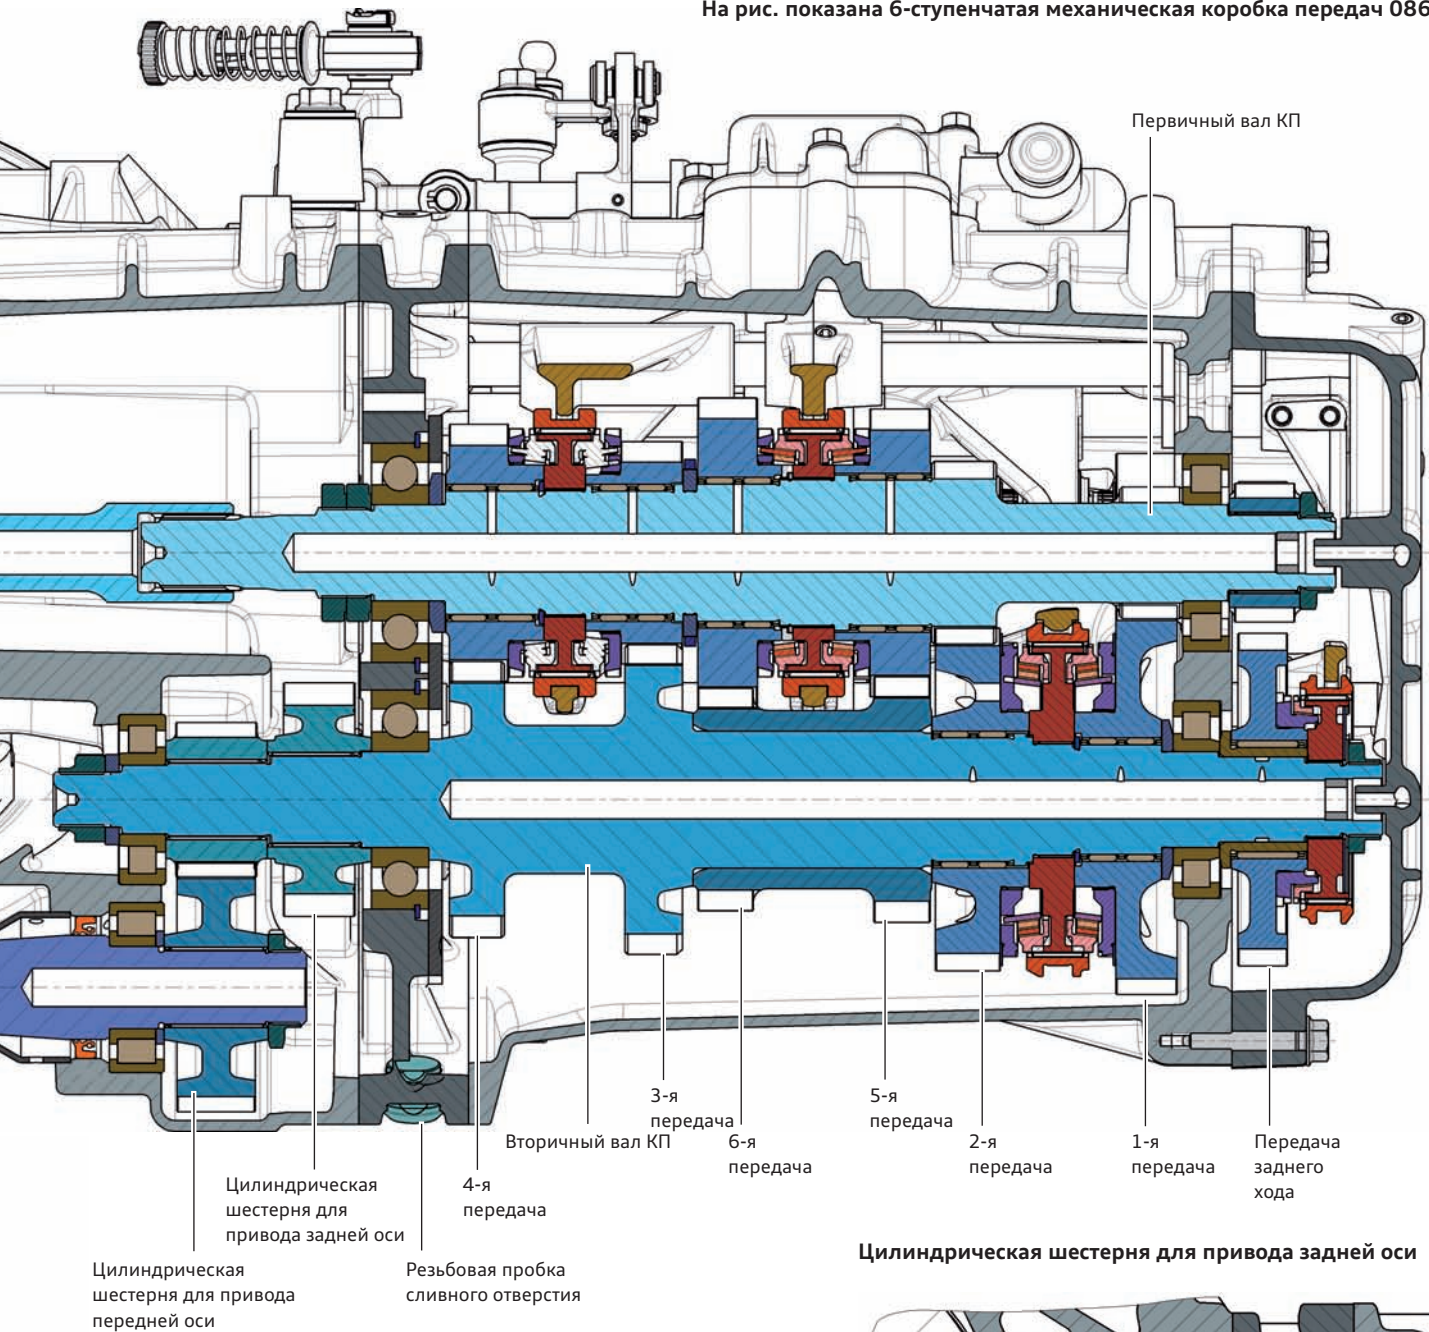 На рис. показана 6-ступенчатая механическая коробка передач 086
Первичный вал КП
3-я
передача
5-я
передача
Вторичный вал КП
6-я
передача
2-я
передача
1-я
передача
Передача
заднего
хода
Цилиндрическая
шестерня для
привода задней оси
4-я
передача
Цилиндрическая шестерня для привода задней оси
Цилиндрическая
шестерня для привода
передней оси
Резьбовая пробка
сливного отверстия